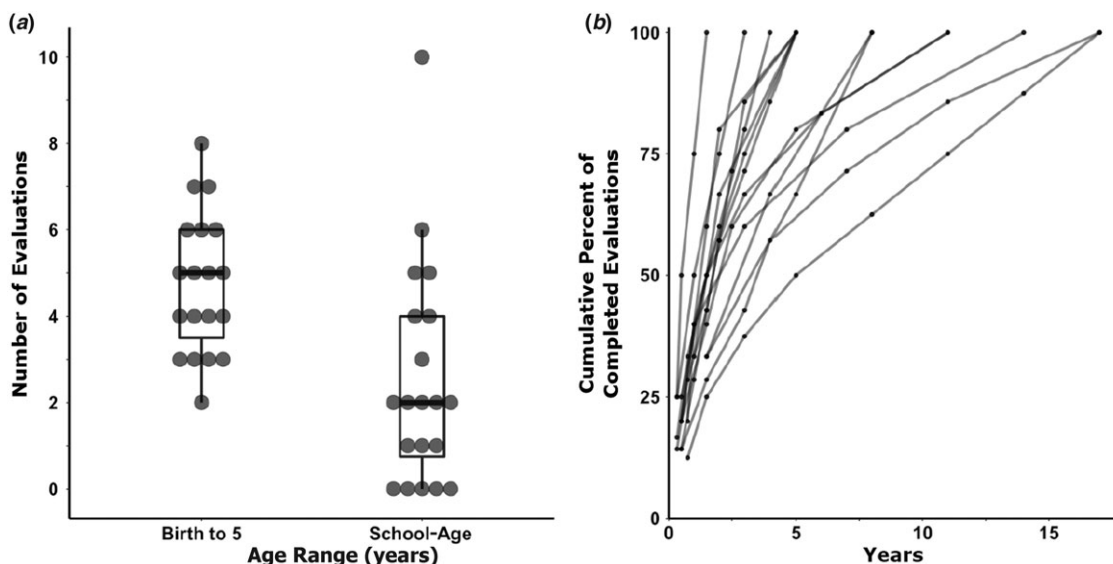 (a)
Number of Evaluations
10
8
6
4
2
0
Birth to 5
School-Age
Age Range (years)
(b)
Cumulative Percent of
Completed Evaluations
100
75
50
25
0
0
5
10
15
Years